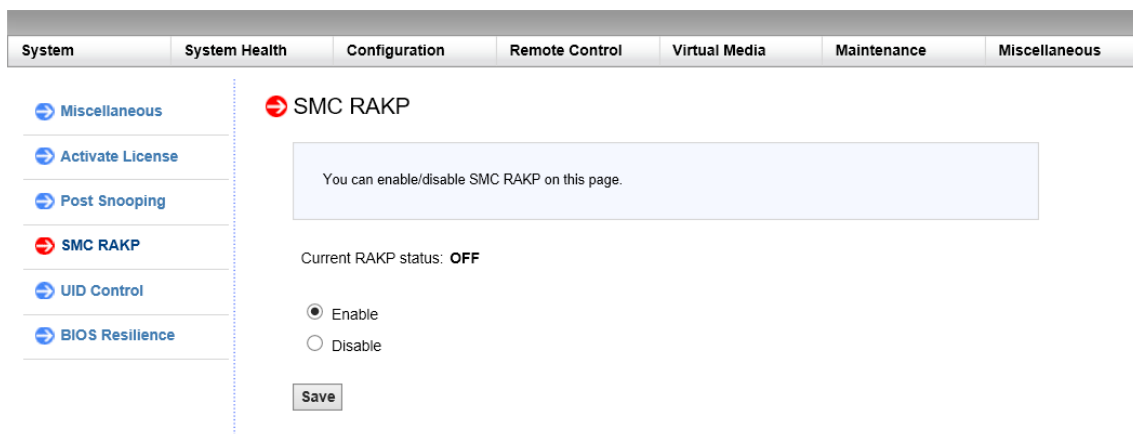 System System Health Configuration Remote Control Virtual Media Maintenance Miscellaneous
Miscellaneous
Activate License
Post Snooping
SMC RAKP
UID Control
BIOS Resilience
SMC RAKP
You can enable/disable SMC RAKP on this page.
Current RAKP status: OFF
Enable
Disable
Save